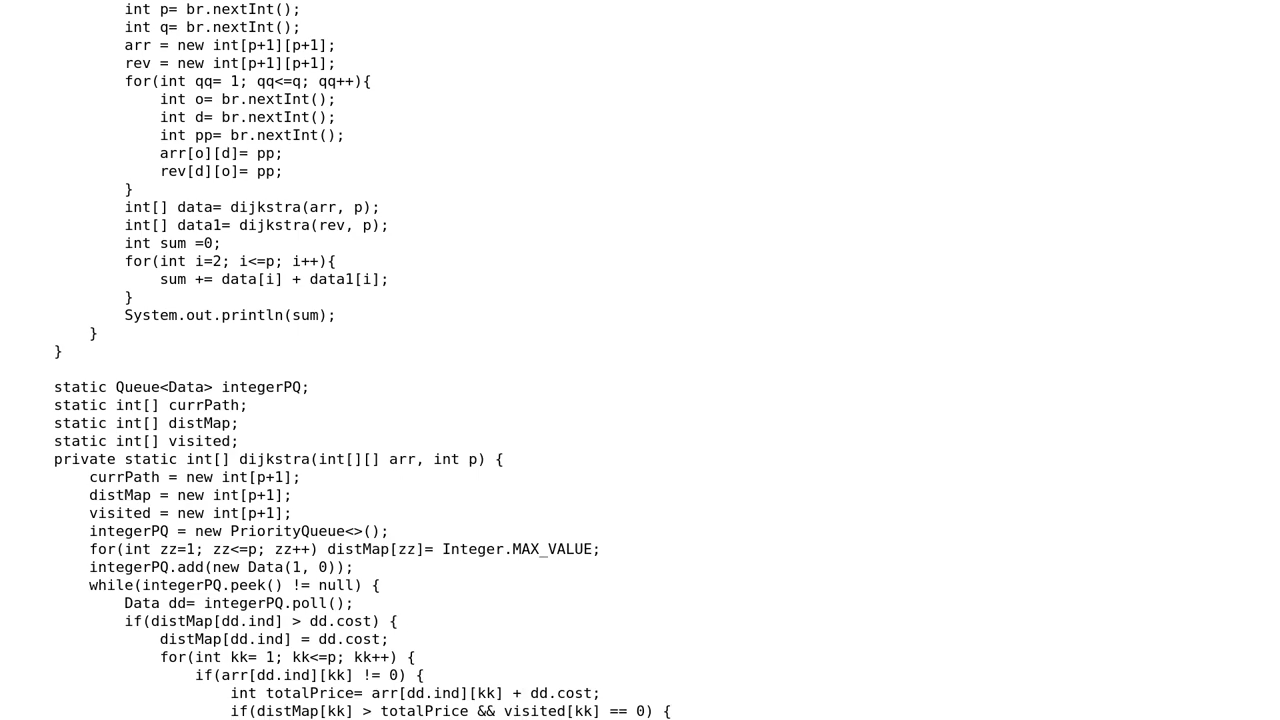 int p= br.nextInt();
        int q= br.nextInt();
        arr = new int[p+1][p+1];
        rev = new int[p+1][p+1];
        for(int qq= 1; qq<=q; qq++){
            int o= br.nextInt();
            int d= br.nextInt();
            int pp= br.nextInt();
            arr[o][d]= pp;
            rev[d][o]= pp;
        }
        int[] data= dijkstra(arr, p);
        int[] data1= dijkstra(rev, p);
        int sum =0;
        for(int i=2; i<=p; i++){
            sum += data[i] + data1[i];
        }
        System.out.println(sum);
    }
}

static Queue<Data> integerPQ;
static int[] currPath;
static int[] distMap;
static int[] visited;
private static int[] dijkstra(int[][] arr, int p) {
    currPath = new int[p+1];
    distMap = new int[p+1];
    visited = new int[p+1];
    integerPQ = new PriorityQueue<>();
    for(int zz=1; zz<=p; zz++) distMap[zz]= Integer.MAX_VALUE;
    integerPQ.add(new Data(1, 0));
    while(integerPQ.peek() != null) {
        Data dd= integerPQ.poll();
        if(distMap[dd.ind] > dd.cost) {
            distMap[dd.ind] = dd.cost;
            for(int kk= 1; kk<=p; kk++) {
                if(arr[dd.ind][kk] != 0) {
                    int totalPrice= arr[dd.ind][kk] + dd.cost;
                    if(distMap[kk] > totalPrice && visited[kk] == 0) {